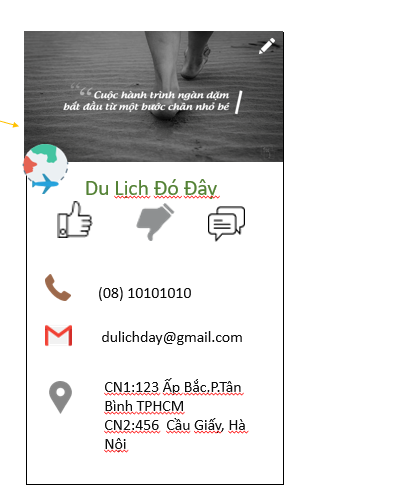 Cuộc hành trình ngàn dặm
bắt đầu từ một bước chân nhỏ bé
Du Lịch Đó Đây
(08) 10101010
dulichday@gmail.com
CN1:123 Ấp Bắc,P.Tân
Bình TPHCM
CN2:456 Cầu Giấy, Hà
Nội